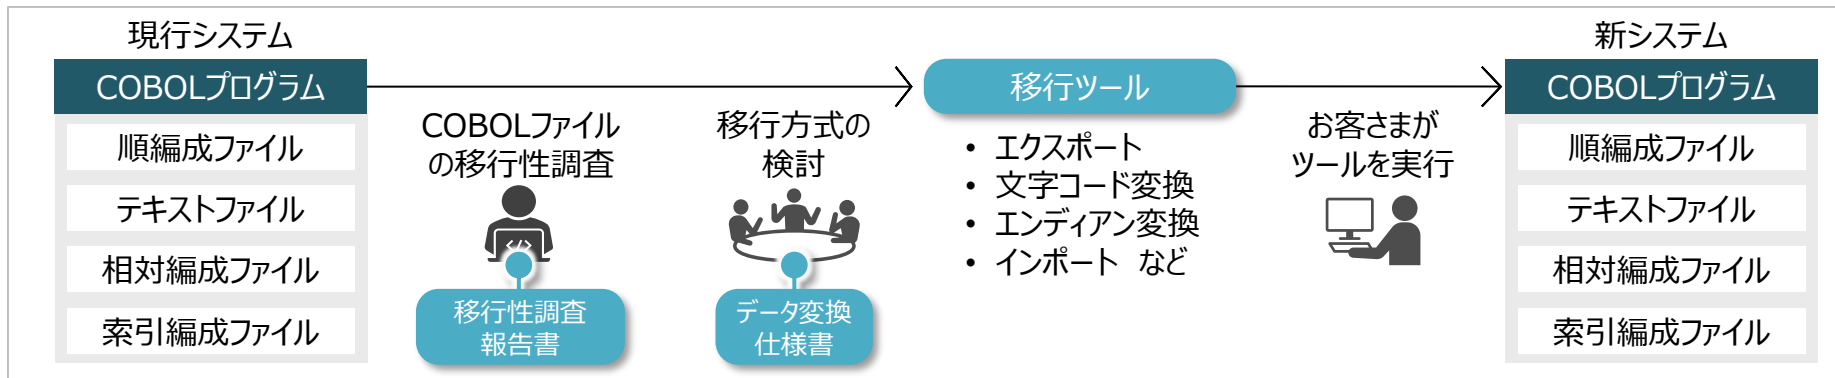 現行システム
COBOLプログラム
順編成ファイル
テキストファイル
相対編成ファイル
索引編成ファイル
COBOLファイル
の移行性調査
移行性調査
報告書
移行方式の
検討
データ変換
仕様書
移行ツール
• エクスポート
• 文字コード変換
• エンディアン変換
• インポート など
お客さまが
ツールを実行
新システム
COBOLプログラム
順編成ファイル
テキストファイル
相対編成ファイル
索引編成ファイル